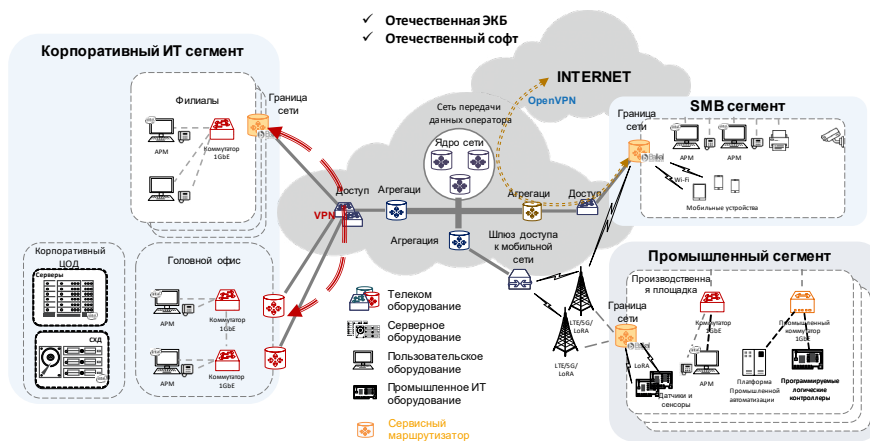 ✓ Отечественная ЭКБ
✓ Отечественный софт
Корпоративный ИТ сегмент
Филиалы
Граница
сети
АРМ
Коммутатор
1GbE
Сеть передачи
данных оператора
Ядро сети
INTERNET
OpenVPN
SMB сегмент
Граница
сети
АРМ
АРМ
Wi-Fi
Мобильные устройства
Доступ
VPN
Агрегаци
Агрегаци
Доступ
Агрегация
Шлюз доступа
к мобильной
сети
Корпоративный
ЦОД
Серверы
СХД
Головной офис
АРМ
Коммутатор
1GbE
АРМ
Коммутатор
1GbE
Телеком
оборудование
Серверное
оборудование
Пользовательское
оборудование
Промышленное ИТ
оборудование
Сервисный
маршрутизатор
LTE/5G/
LoRA
LTE/5G/
LoRA
Промышленный сегмент
Производственна
я площадка
Граница
сети
Коммутатор
1GbE
Промышленный
коммутатор
1GbE
LoRA
Датчики и
сенсоры
АРМ
Платформа
Промышленной
автоматизации
Программируемые
логические
контроллеры